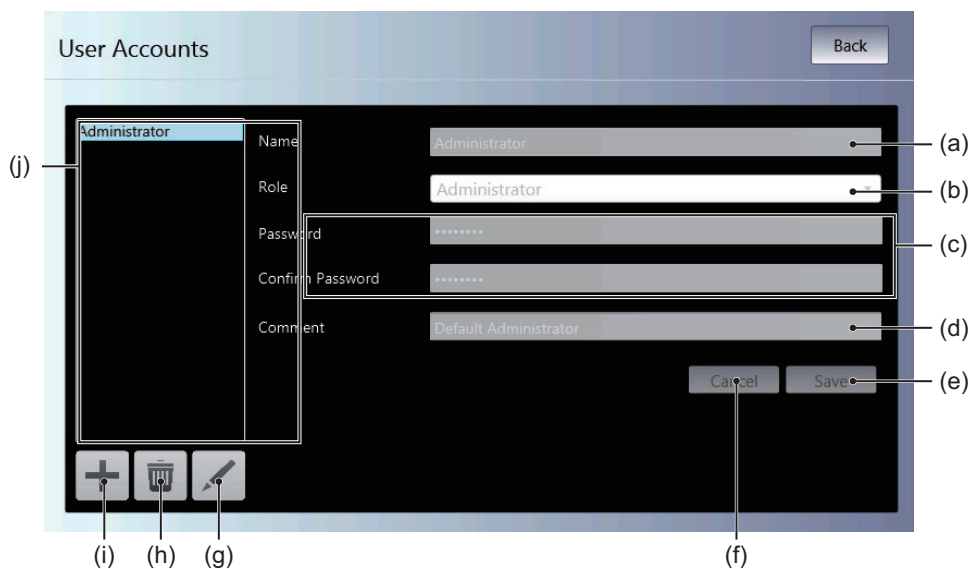 User Accounts
Back
Administrator
Name
Administrator
(a)
(j)
Role
Administrator
(b)
Password
••••••••
(c)
Confirm Password
••••••••
Comment
Default Administrator
(d)
Cancel
Save
(e)
(i)
(h)
(g)
(f)